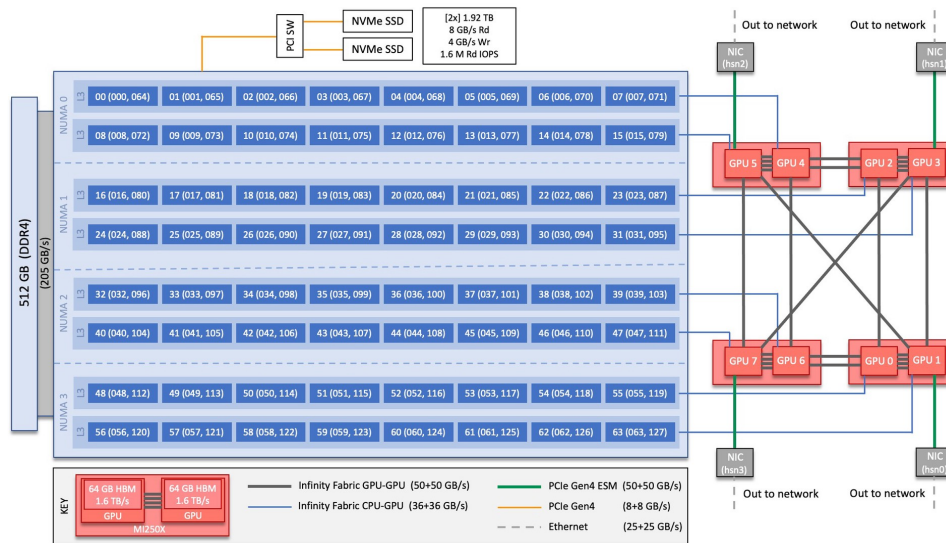 Out to network
Out to network
NIC
(hsn2)
NIC
(hsn1)
PCI SW
NVMe SSD
NVMe SSD
[2x] 1.92 TB
8 GB/s Rd
4 GB/s Wr
1.6 M Rd IOPS
512 GB (DDR4)
(205 GB/s)
NUMA 0
L3
00 (000, 064) 01 (001, 065) 02 (002, 066) 03 (003, 067) 04 (004, 068) 05 (005, 069) 06 (006, 070) 07 (007, 071)
L3
08 (008, 072) 09 (009, 073) 10 (010, 074) 11 (011, 075) 12 (012, 076) 13 (013, 077) 14 (014, 078) 15 (015, 079)
NUMA 1
L3
16 (016, 080) 17 (017, 081) 18 (018, 082) 19 (019, 083) 20 (020, 084) 21 (021, 085) 22 (022, 086) 23 (023, 087)
L3
24 (024, 088) 25 (025, 089) 26 (026, 090) 27 (027, 091) 28 (028, 092) 29 (029, 093) 30 (030, 094) 31 (031, 095)
NUMA 2
L3
32 (032, 096) 33 (033, 097) 34 (034, 098) 35 (035, 099) 36 (036, 100) 37 (037, 101) 38 (038, 102) 39 (039, 103)
L3
40 (040, 104) 41 (041, 105) 42 (042, 106) 43 (043, 107) 44 (044, 108) 45 (045, 109) 46 (046, 110) 47 (047, 111)
NUMA 3
L3
48 (048, 112) 49 (049, 113) 50 (050, 114) 51 (051, 115) 52 (052, 116) 53 (053, 117) 54 (054, 118) 55 (055, 119)
L3
56 (056, 120) 57 (057, 121) 58 (058, 122) 59 (059, 123) 60 (060, 124) 61 (061, 125) 62 (062, 126) 63 (063, 127)
GPU 5 GPU 4 GPU 2 GPU 3
GPU 7 GPU 6 GPU 0 GPU 1
NIC
(hsn3)
NIC
(hsn0)
Out to network
Out to network
KEY
64 GB HBM
1.6 TB/s
GPU
64 GB HBM
1.6 TB/s
GPU
MI250X
Infinity Fabric GPU-GPU (50+50 GB/s)
Infinity Fabric CPU-GPU (36+36 GB/s)
PCIe Gen4 ESM (50+50 GB/s)
PCIe Gen4 (8+8 GB/s)
Ethernet (25+25 GB/s)